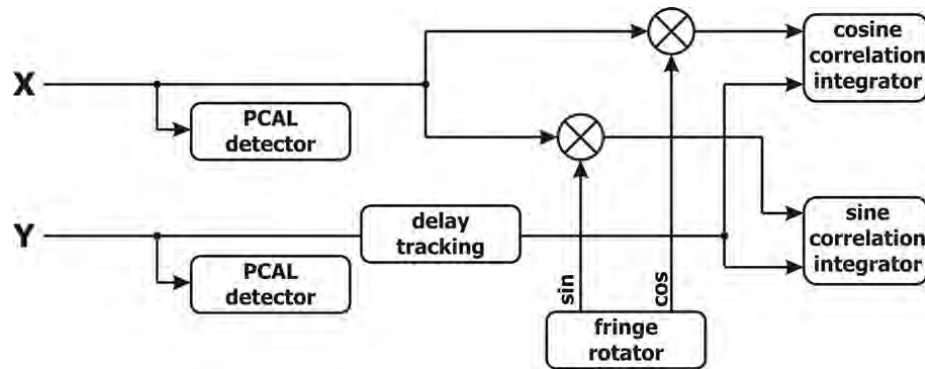 X
PCAL
detector
cosine
correlation
integrator
Y
PCAL
detector
delay
tracking
sin
cos
fringe
rotator
sine
correlation
integrator